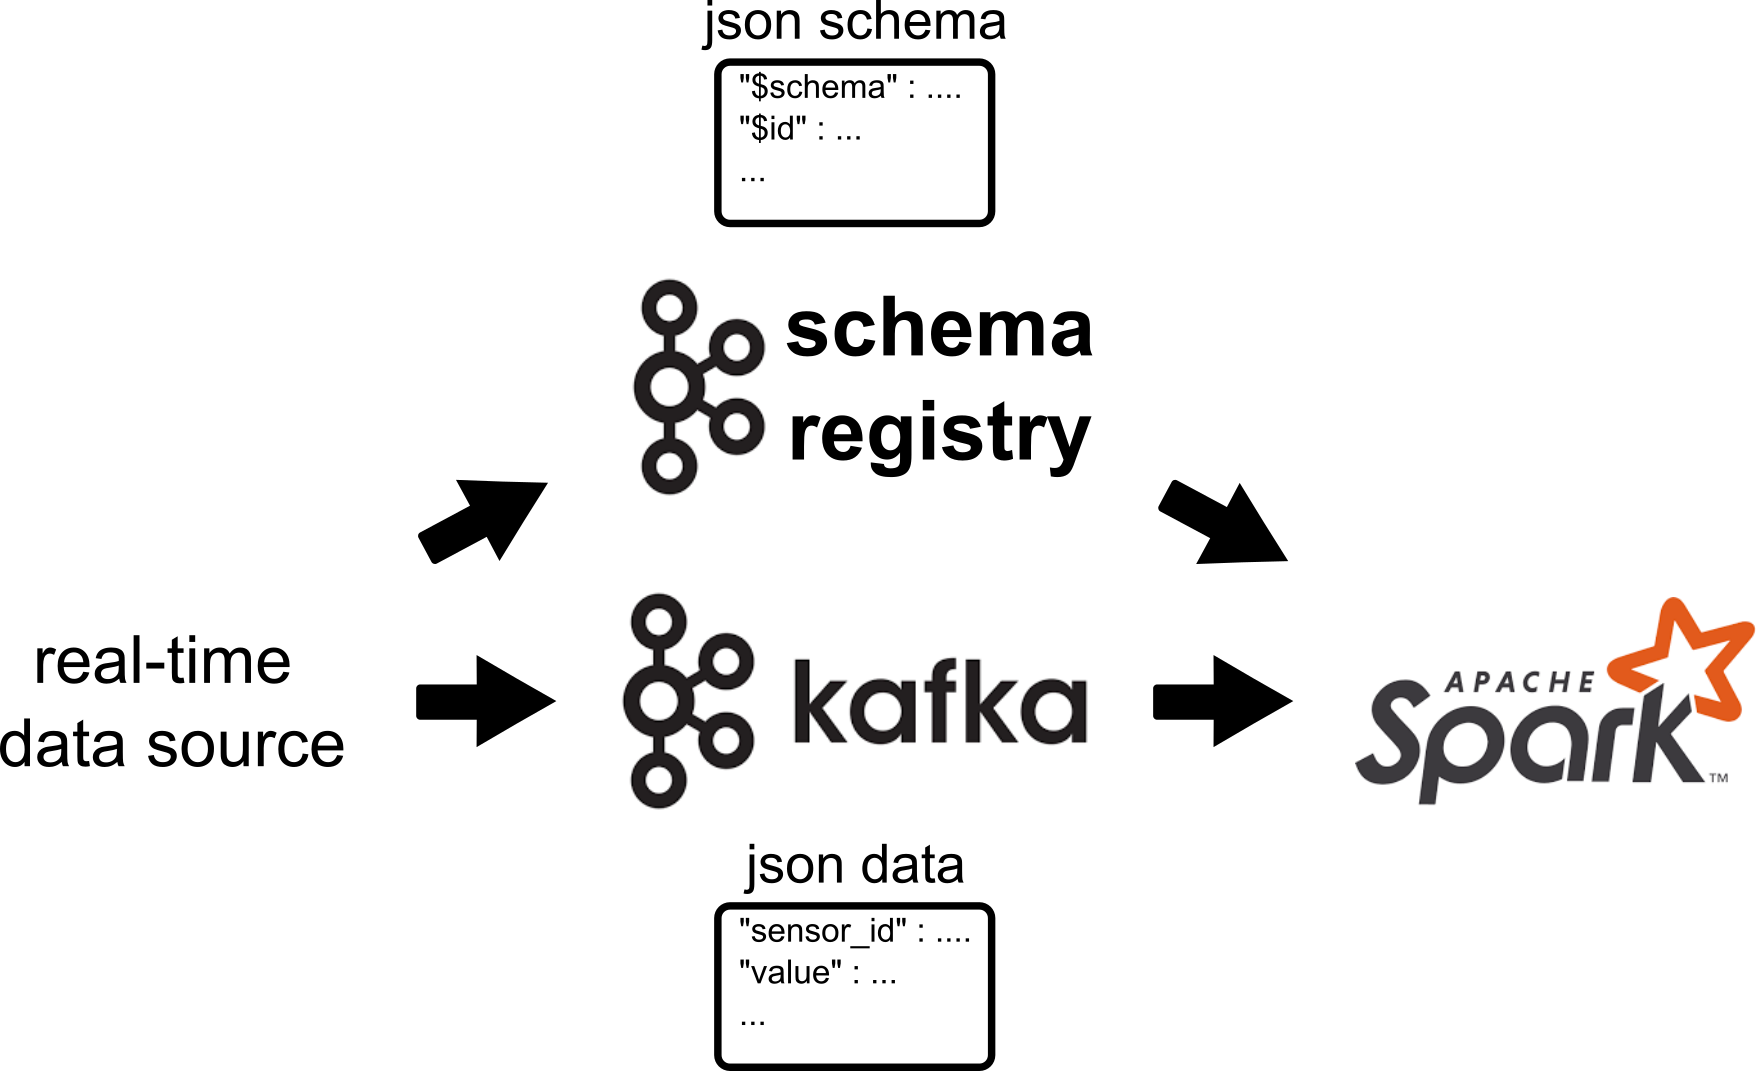 json schema
"$schema" : ....
"$id" : ...
...
schema
registry
real-time
data source
kafka
APACHE
Spark™
json data
"sensor_id" : ....
"value" : ...
...